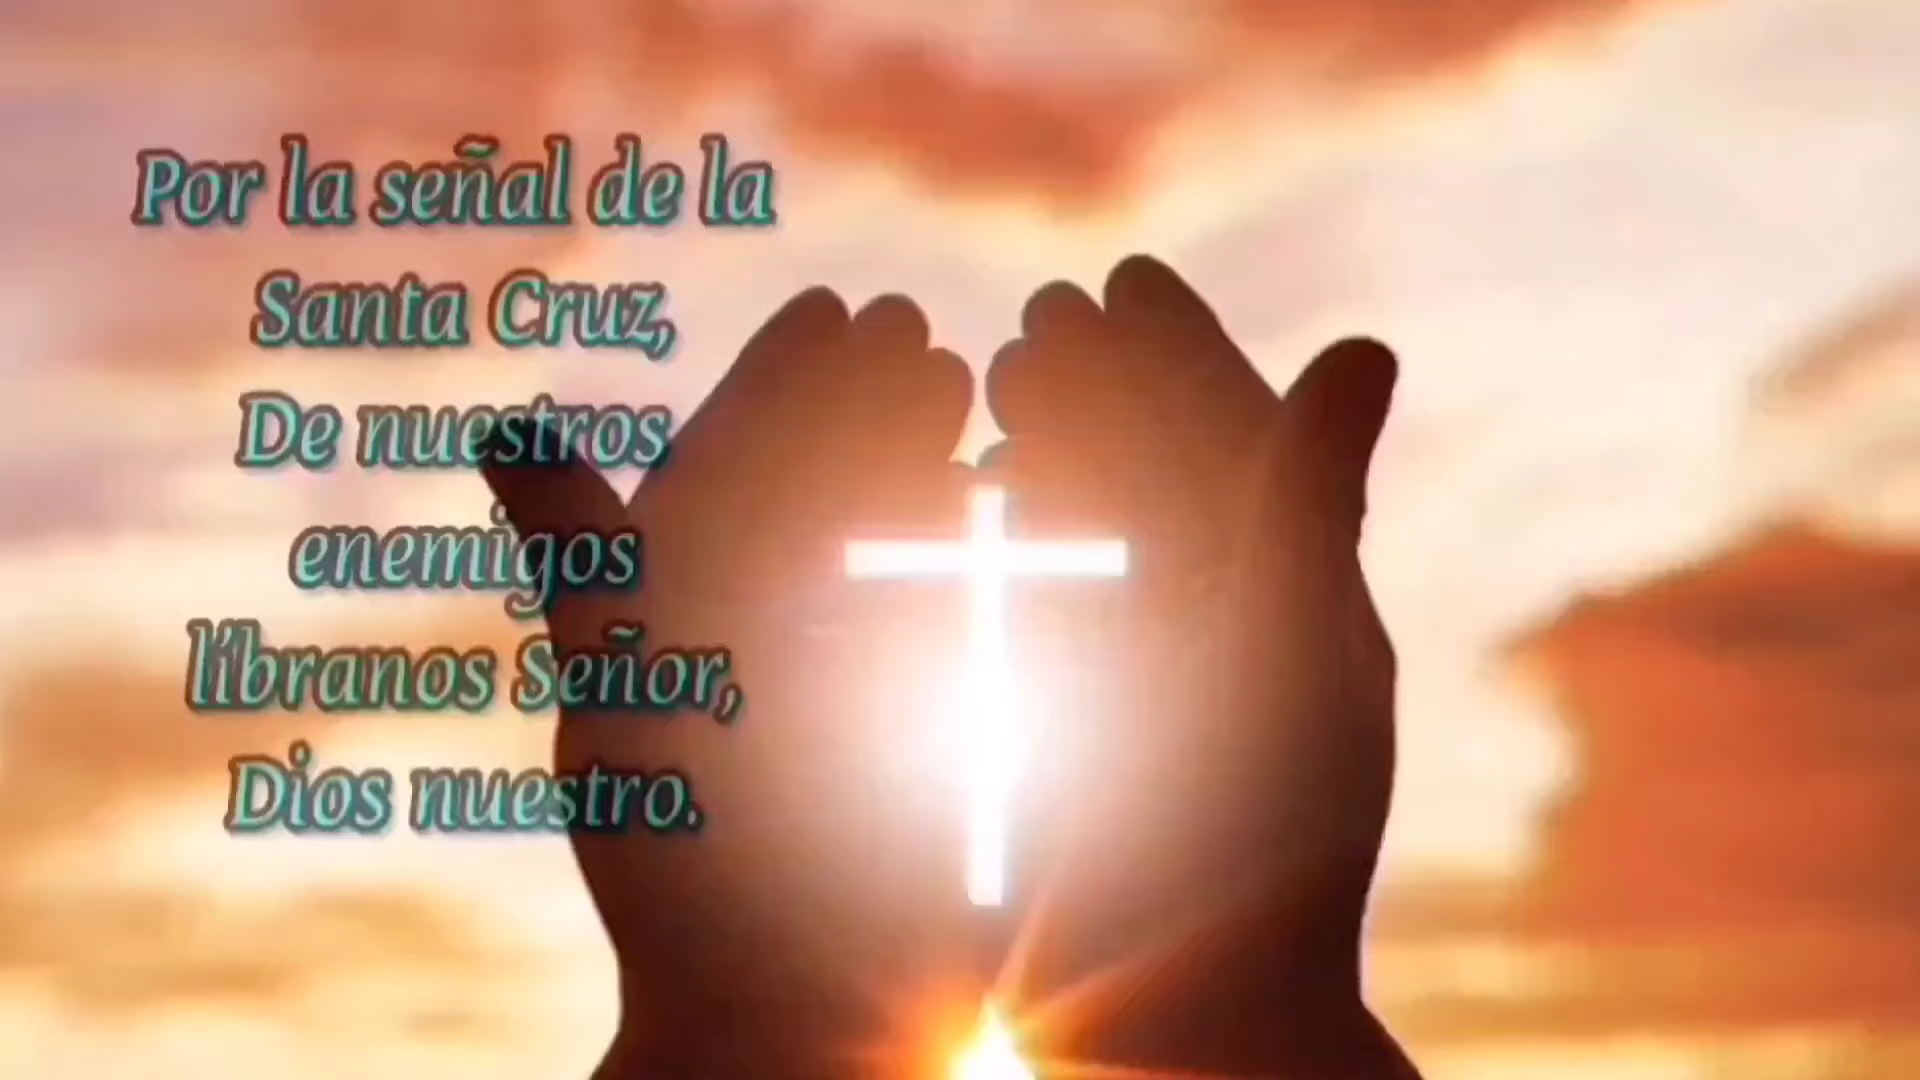 Por la señal de la
Santa Cruz,
De nuestros
enemigos
líbranos Señor,
Dios nuestro.